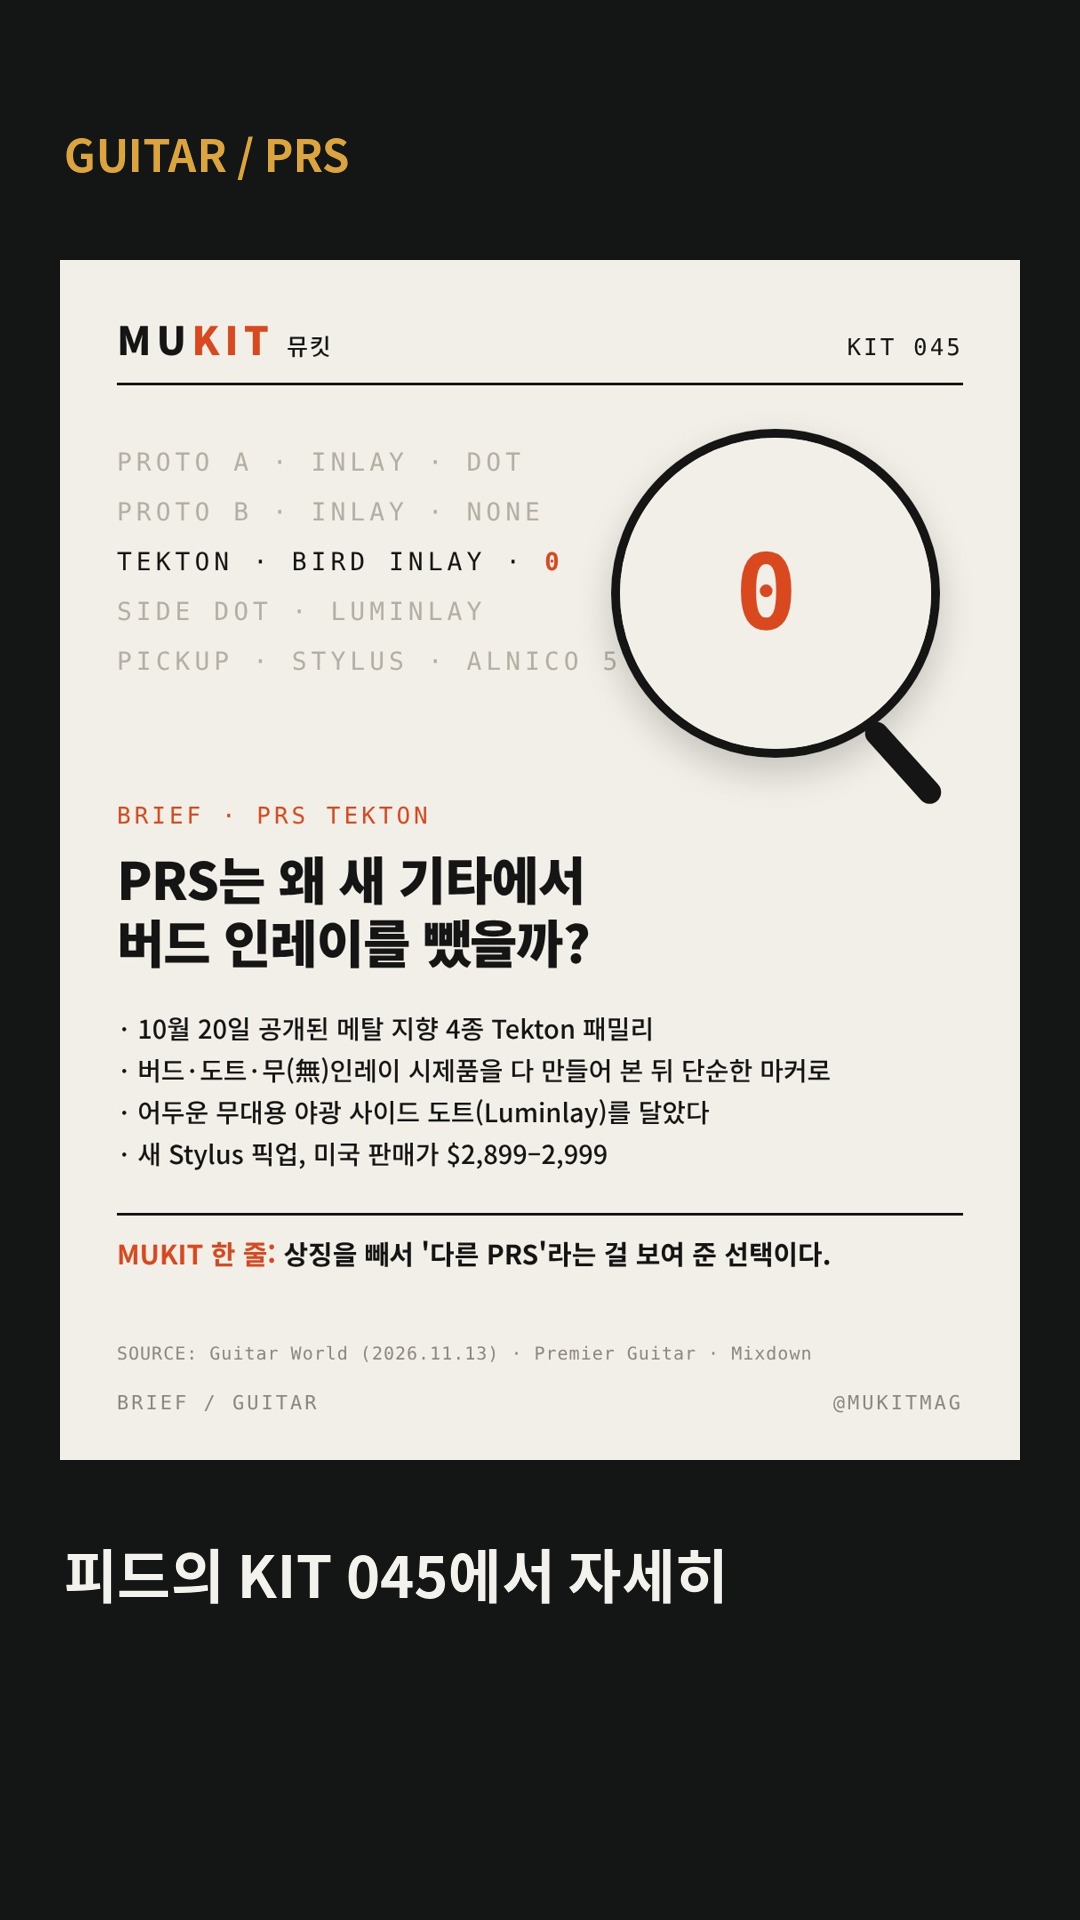 GUITAR / PRS
MUKIT 뮤킷
KIT 045
PROTO A · INLAY · DOT
PROTO B · INLAY · NONE
TEKTON · BIRD INLAY · 0
SIDE DOT · LUMINLAY
PICKUP · STYLUS · ALNICO 5
0
BRIEF · PRS TEKTON
PRS는 왜 새 기타에서
버드 인레이를 뺐을까?
· 10월 20일 공개된 메탈 지향 4종 Tekton 패밀리
· 버드·도트·무(無)인레이 시제품을 다 만들어 본 뒤 단순한 마커로
· 어두운 무대용 야광 사이드 도트(Luminlay)를 달았다
· 새 Stylus 픽업, 미국 판매가 $2,899–2,999
MUKIT 한 줄: 상징을 빼서 '다른 PRS'라는 걸 보여 준 선택이다.
SOURCE: Guitar World (2026.11.13) · Premier Guitar · Mixdown
BRIEF / GUITAR
@MUKITMAG
피드의 KIT 045에서 자세히